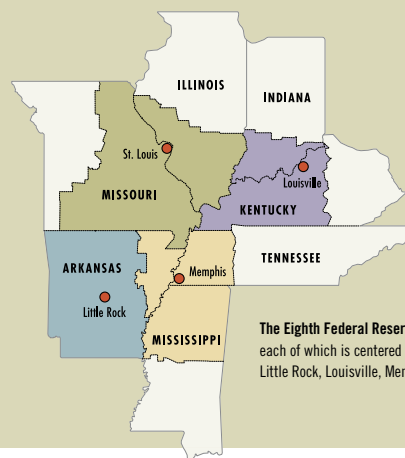 ILLINOIS
INDIANA
St. Louis
Louisville
MISSOURI
KENTUCKY
TENNESSEE
ARKANSAS
Memphis
Little Rock
MISSISSIPPI
The Eighth Federal Reser
each of which is centered
Little Rock, Louisville, Mem